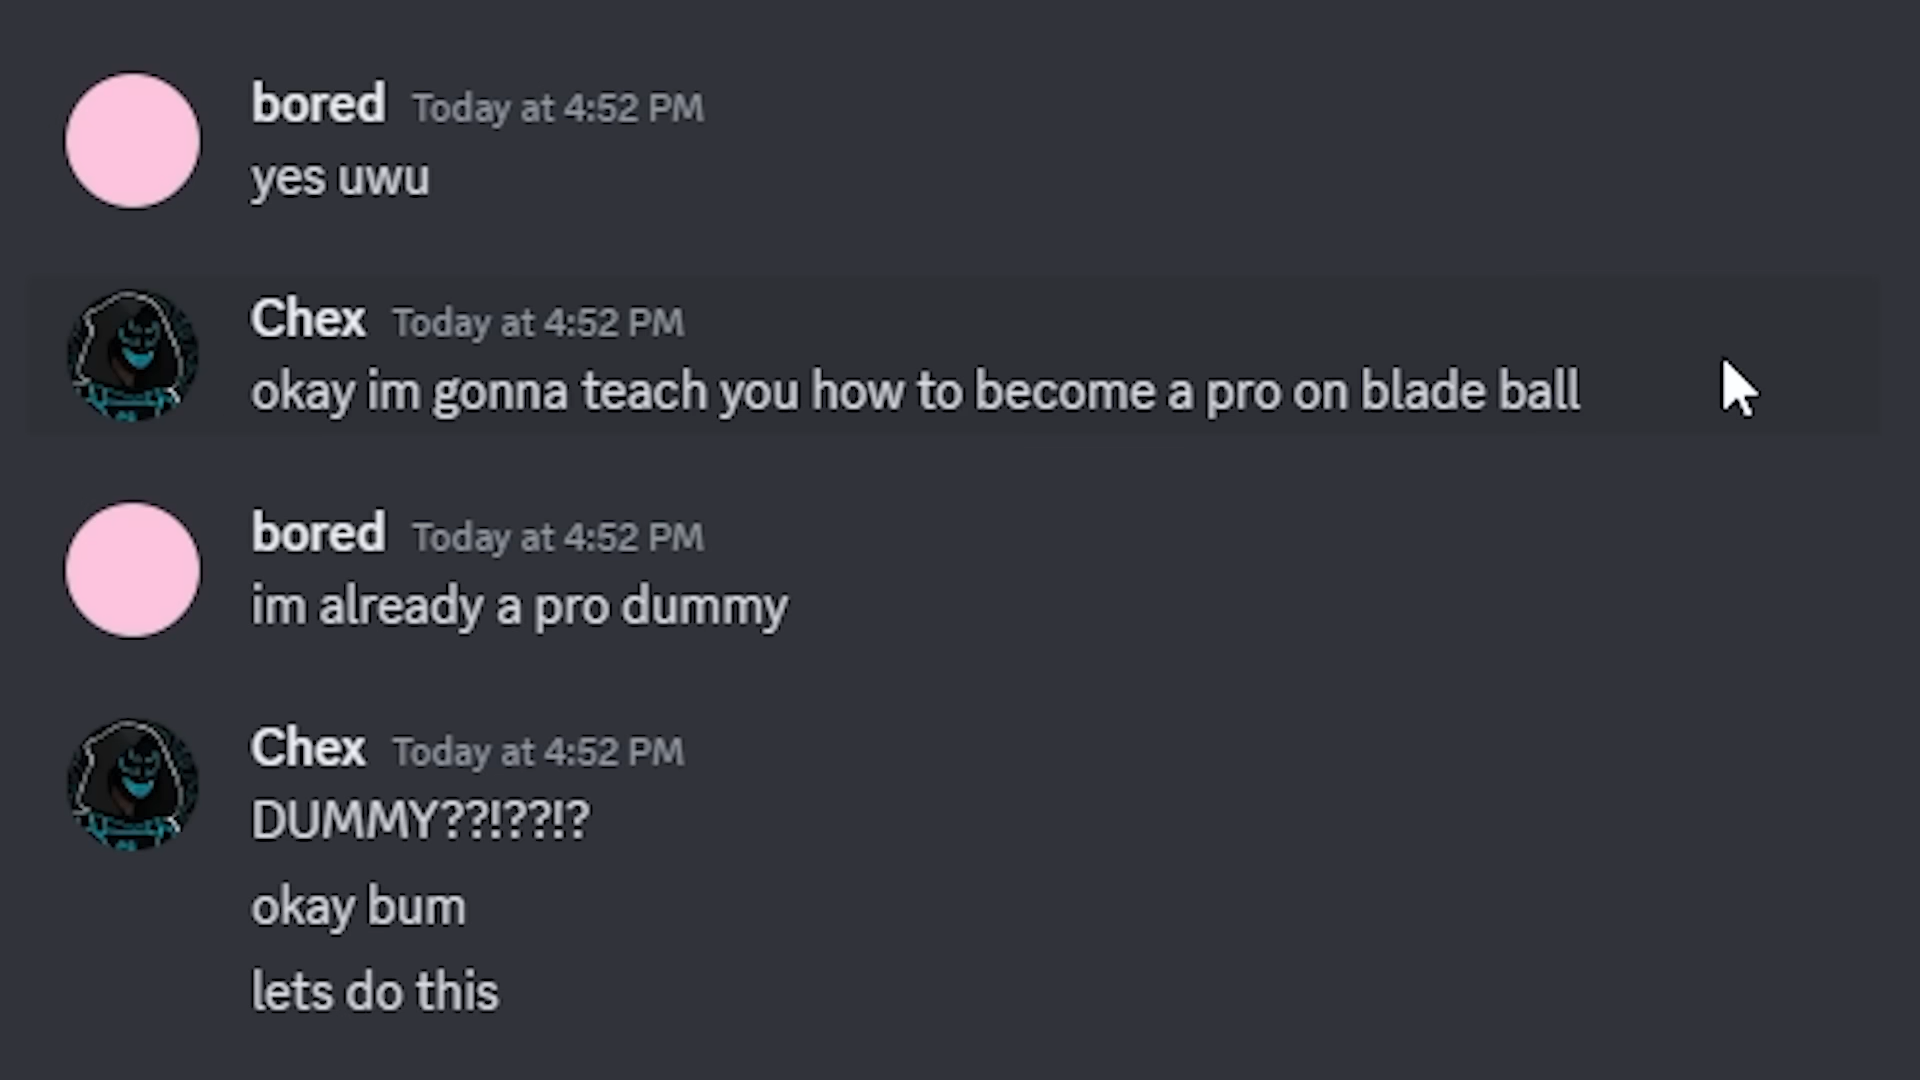 bored Today at 4:52 PM
yes uwu
Chex Today at 4:52 PM
okay im gonna teach you how to become a pro on blade ball
bored Today at 4:52 PM
im already a pro dummy
Chex Today at 4:52 PM
DUMMY??!??!?
okay bum
lets do this